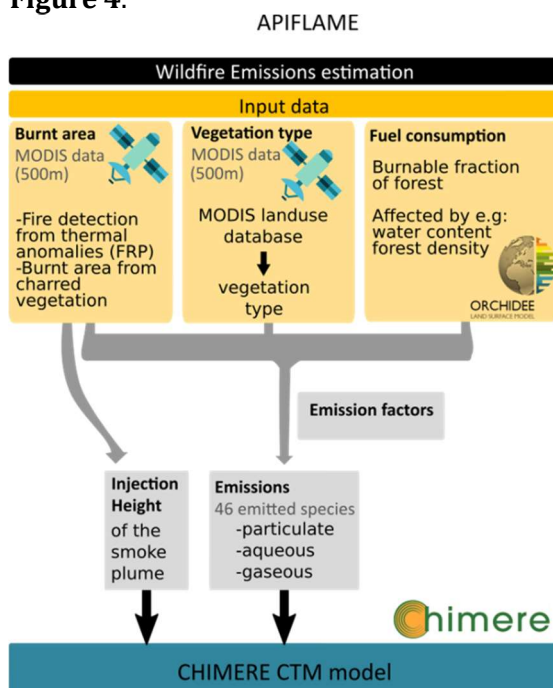 Figure 4.
APIFLAME
Wildfire Emissions estimation
Input data
Burnt area
MODIS data
(500m)
-Fire detection
from thermal
anomalies (FRP)
-Burnt area from
charred
vegetation
Vegetation type
MODIS data
(500m)
MODIS landuse
database
vegetation
type
Fuel consumption
Burnable fraction
of forest
Affected by e.g:
water content
forest density
ORCHIDEE
LAND SURFACE MODEL
Emission factors
Injection
Height
of the
smoke
plume
Emissions
46 emitted species
-particulate
-aqueous
-gaseous
Chimere
CHIMERE CTM model